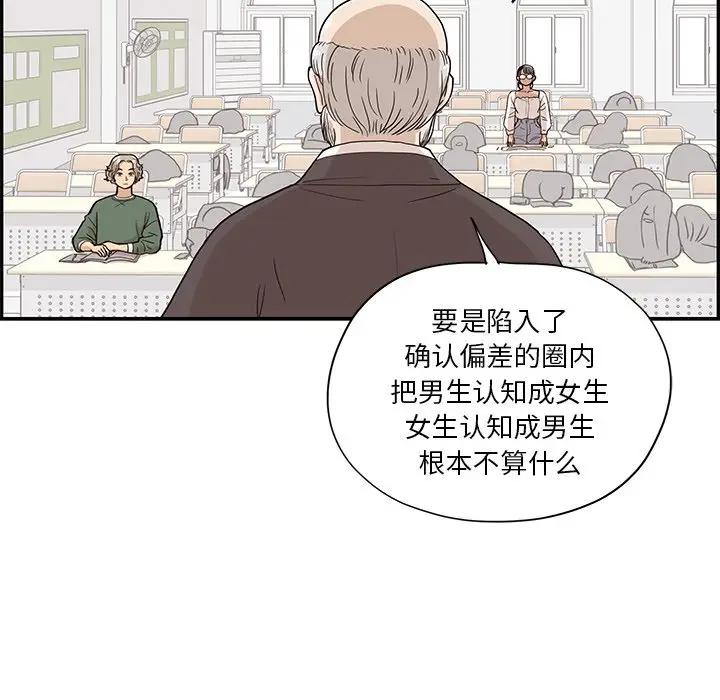 要是陷入了
确认偏差的圈内
把男生认知成女生
女生认知成男生
根本不算什么